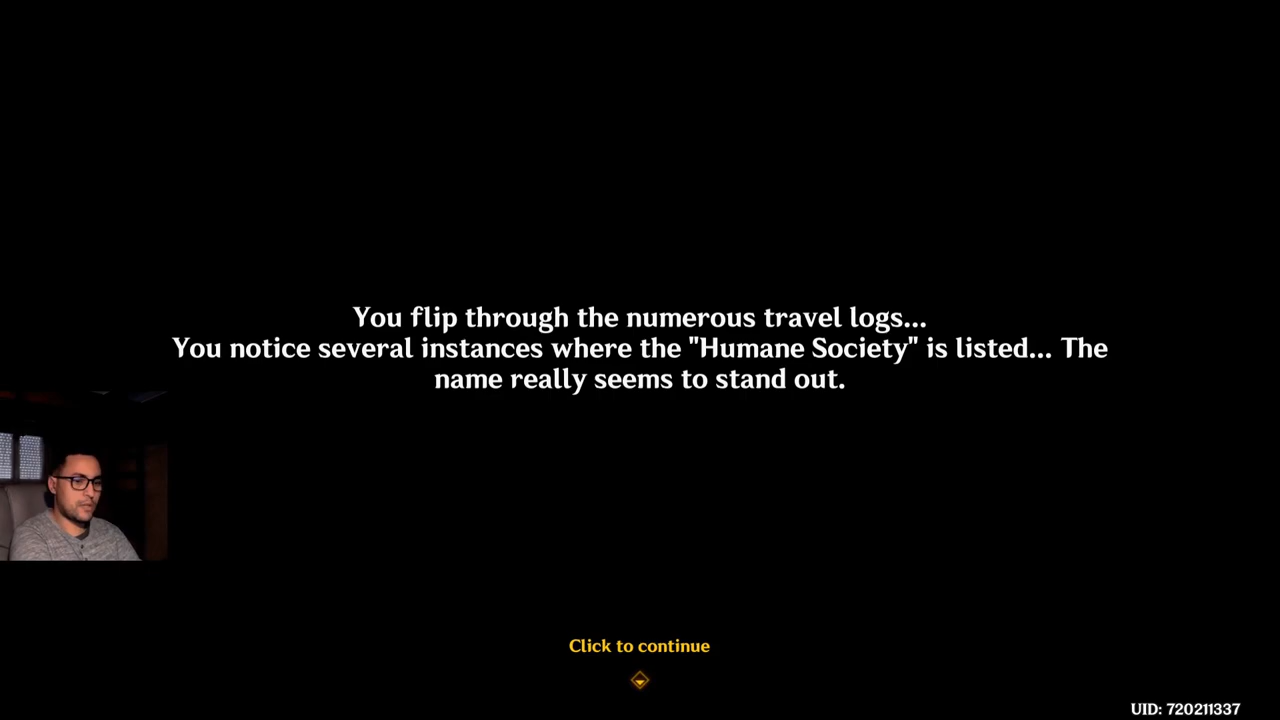 You flip through the numerous travel logs...
You notice several instances where the "Humane Society" is listed... The
name really seems to stand out.
Click to continue
UID: 720211337